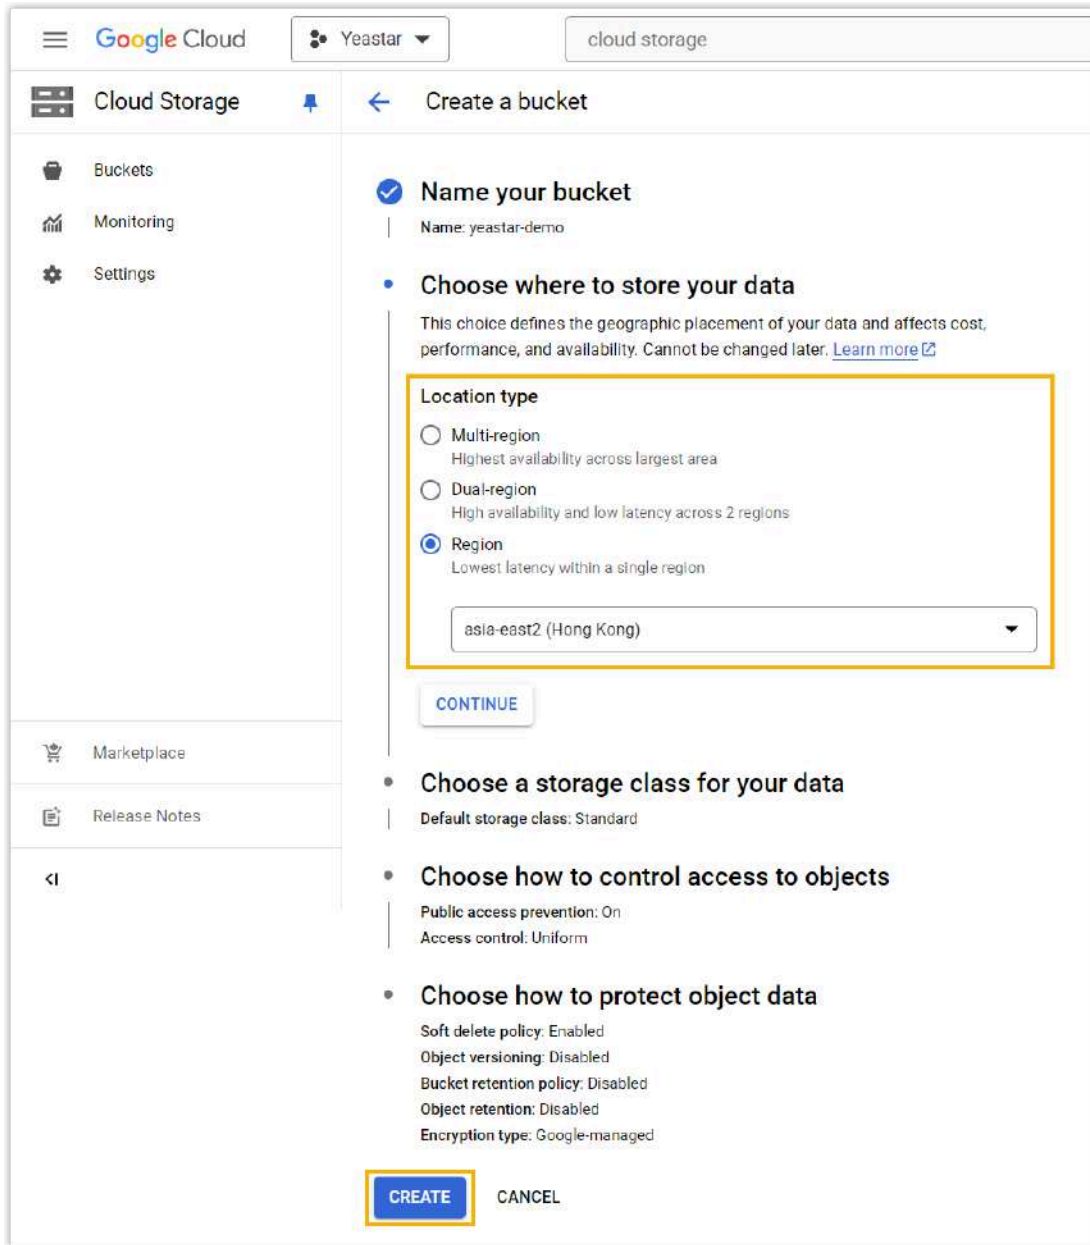 Google Cloud
Yeastar
cloud storage
Cloud Storage
Create a bucket
Buckets
Monitoring
Settings
Name your bucket
Name: yeastar-demo
Choose where to store your data
This choice defines the geographic placement of your data and affects cost,
performance, and availability. Cannot be changed later. Learn more
Location type
Multi-region
Highest availability across largest area
Dual-region
High availability and low latency across 2 regions
Region
Lowest latency within a single region
asia-east2 (Hong Kong)
CONTINUE
Marketplace
Release Notes
Choose a storage class for your data
Default storage class: Standard
Choose how to control access to objects
Public access prevention: On
Access control: Uniform
Choose how to protect object data
Soft delete policy: Enabled
Object versioning: Disabled
Bucket retention policy: Disabled
Object retention: Disabled
Encryption type: Google-managed
CREATE
CANCEL